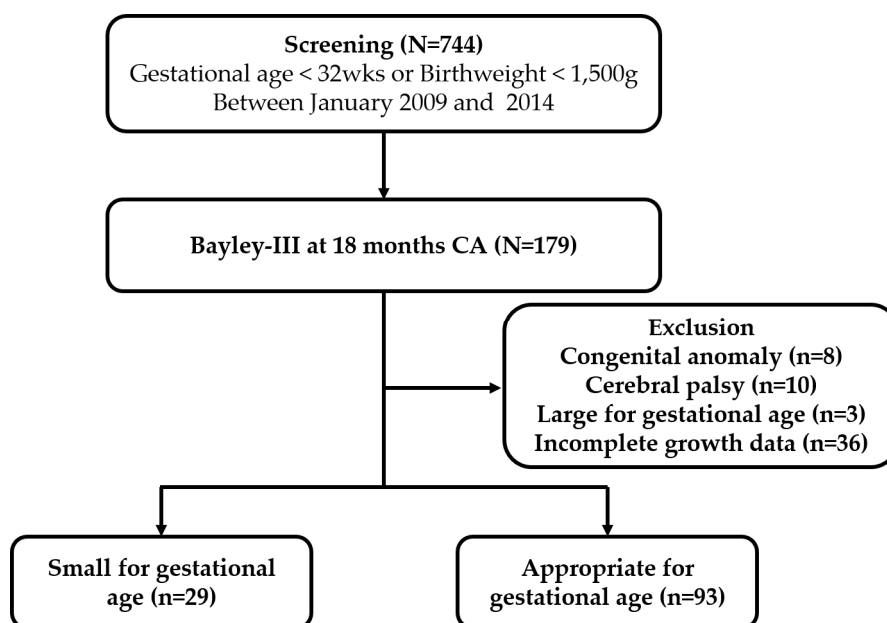 Screening (N=744)
Gestational age < 32wks or Birthweight < 1,500g
Between January 2009 and 2014
Bayley-III at 18 months CA (N=179)
Exclusion
Congenital anomaly (n=8)
Cerebral palsy (n=10)
Large for gestational age (n=3)
Incomplete growth data (n=36)
Small for gestational
age (n=29)
Appropriate for
gestational age (n=93)